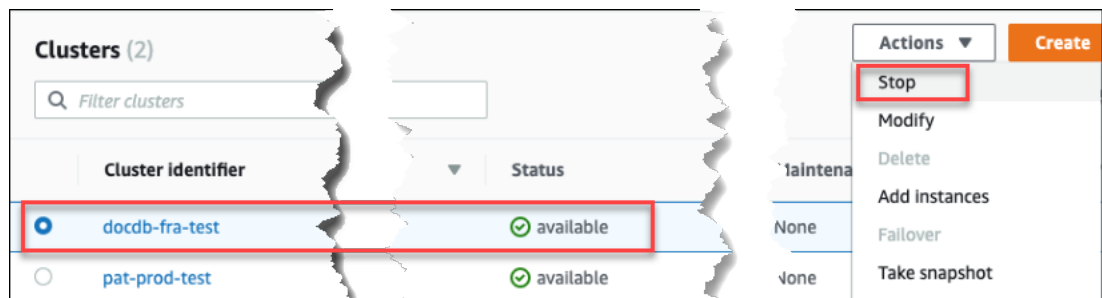 Clusters (2)
Actions
Create
Filter clusters
Stop
Modify
Cluster identifier
Status
Maintena
Delete
Add instances
docdb-fra-test
available
None
Failover
pat-prod-test
available
None
Take snapshot